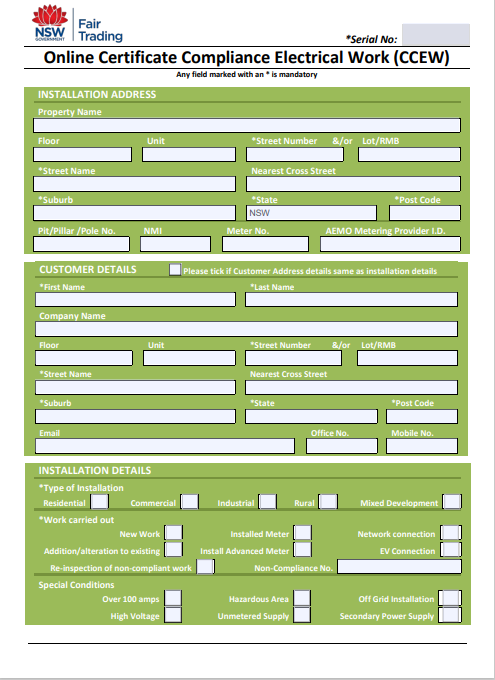 NSW
GOVERNMENT
Fair
Trading
*Serial No:
Online Certificate Compliance Electrical Work (CCEW)
Any field marked with an * is mandatory
INSTALLATION ADDRESS
Property Name
Floor Unit *Street Number &/or Lot/RMB
*Street Name Nearest Cross Street
*Suburb *State *Post Code
NSW
Pit/Pillar /Pole No. NMI Meter No. AEMO Metering Provider I.D.
CUSTOMER DETAILS Please tick if Customer Address details same as installation details
*First Name *Last Name
Company Name
Floor Unit *Street Number &/or Lot/RMB
*Street Name Nearest Cross Street
*Suburb *State *Post Code
Email Office No. Mobile No.
INSTALLATION DETAILS
*Type of Installation
Residential Commercial Industrial Rural Mixed Development
*Work carried out
New Work Installed Meter Network connection
Addition/alteration to existing Install Advanced Meter EV Connection
Re-inspection of non-compliant work Non-Compliance No.
Special Conditions
Over 100 amps Hazardous Area Off Grid Installation
High Voltage Unmetered Supply Secondary Power Supply